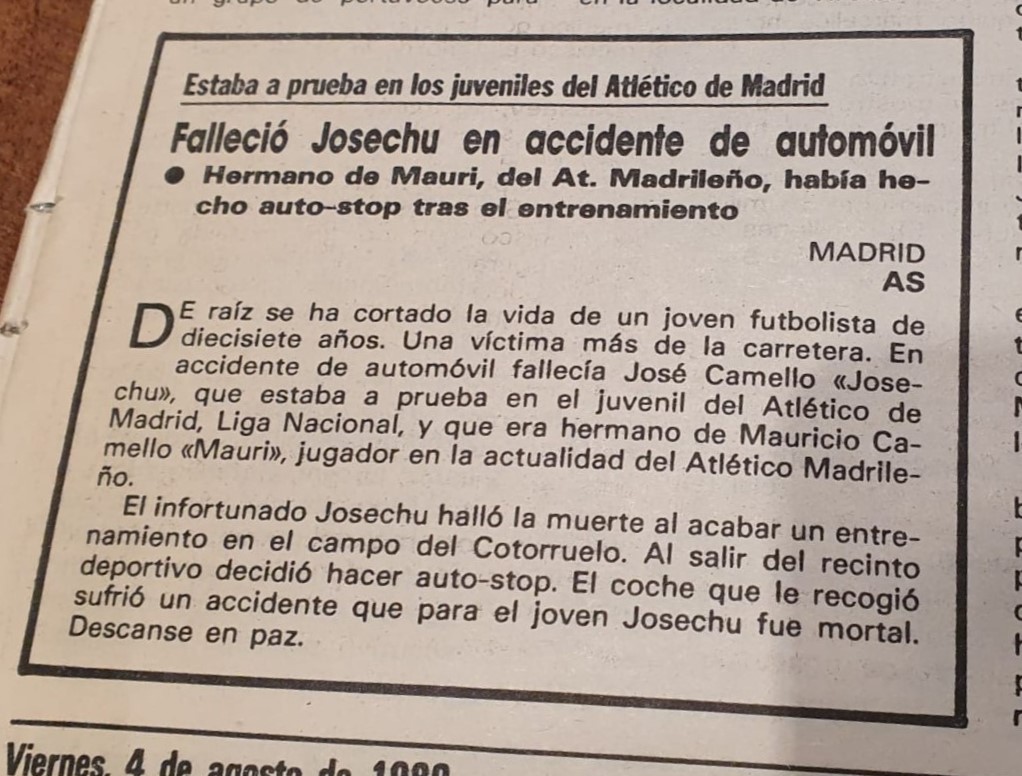 Estaba a prueba en los juveniles del Atlético de Madrid
Falleció Josechu en accidente de automóvil
● Hermano de Mauri, del At. Madrileño, había he-
cho auto-stop tras el entrenamiento
MADRID
AS
DE raíz se ha cortado la vida de un joven futbolista de
diecisiete años. Una víctima más de la carretera. En
accidente de automóvil fallecía José Camello «Jose-
chu», que estaba a prueba en el juvenil del Atlético de
Madrid, Liga Nacional, y que era hermano de Mauricio Ca-
mello «Mauri», jugador en la actualidad del Atlético Madrile-
ño.
El infortunado Josechu halló la muerte al acabar un entre-
namiento en el campo del Cotorruelo. Al salir del recinto
deportivo decidió hacer auto-stop. El coche que le recogió
sufrió un accidente que para el joven Josechu fue mortal.
Descanse en paz.
Viernes, 4 de agosto de